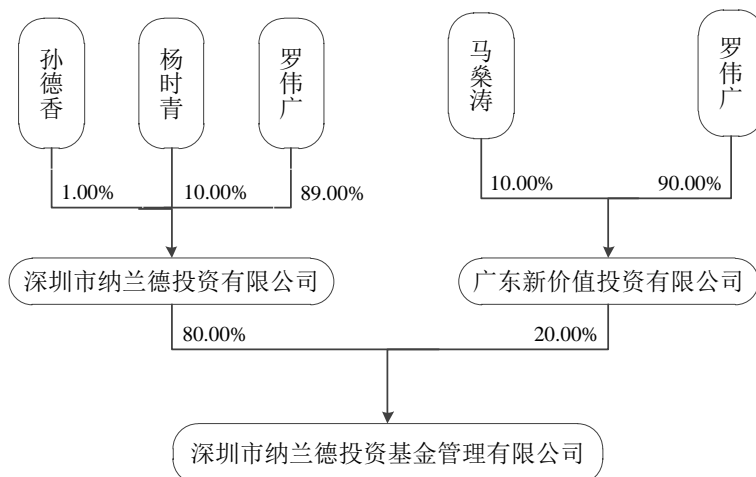 孙德香
杨时青
罗伟广
马燊涛
罗伟广
1.00%
10.00%
89.00%
10.00%
90.00%
深圳市纳兰德投资有限公司
广东新价值投资有限公司
80.00%
20.00%
深圳市纳兰德投资基金管理有限公司